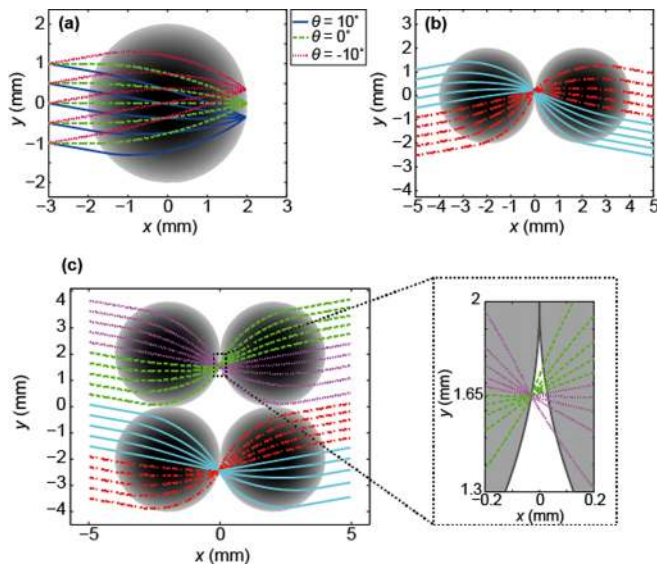 (a)
θ = 10°
θ = 0°
θ = -10°
2
1
0
−1
−2
y (mm)
−3 −2 −1 0 1 2 3
x (mm)
(b)
4
3
2
1
0
−1
−2
−3
−4
y (mm)
−5 −4 −3 −2 −1 0 1 2 3 4 5
x (mm)
(c)
4
3
2
1
0
−1
−2
−3
−4
y (mm)
−5 0 5
x (mm)
2
1.65
1.3
y (mm)
−0.2 0 0.2
x (mm)